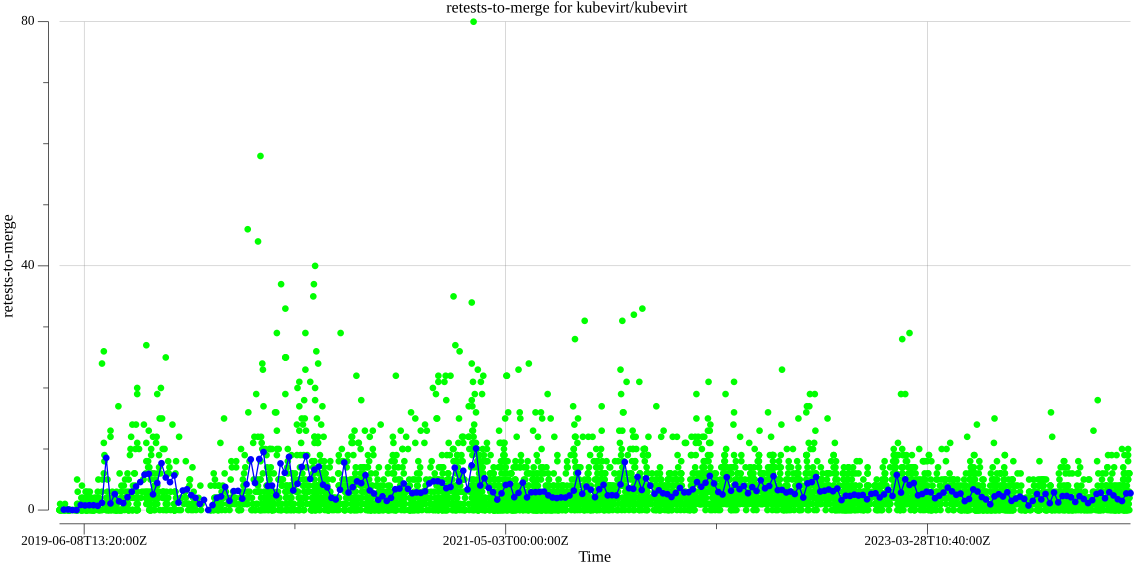 retests-to-merge for kubevirt/kubevirt
80
40
0
retests-to-merge
2019-06-08T13:20:00Z
2021-05-03T00:00:00Z
2023-03-28T10:40:00Z
Time